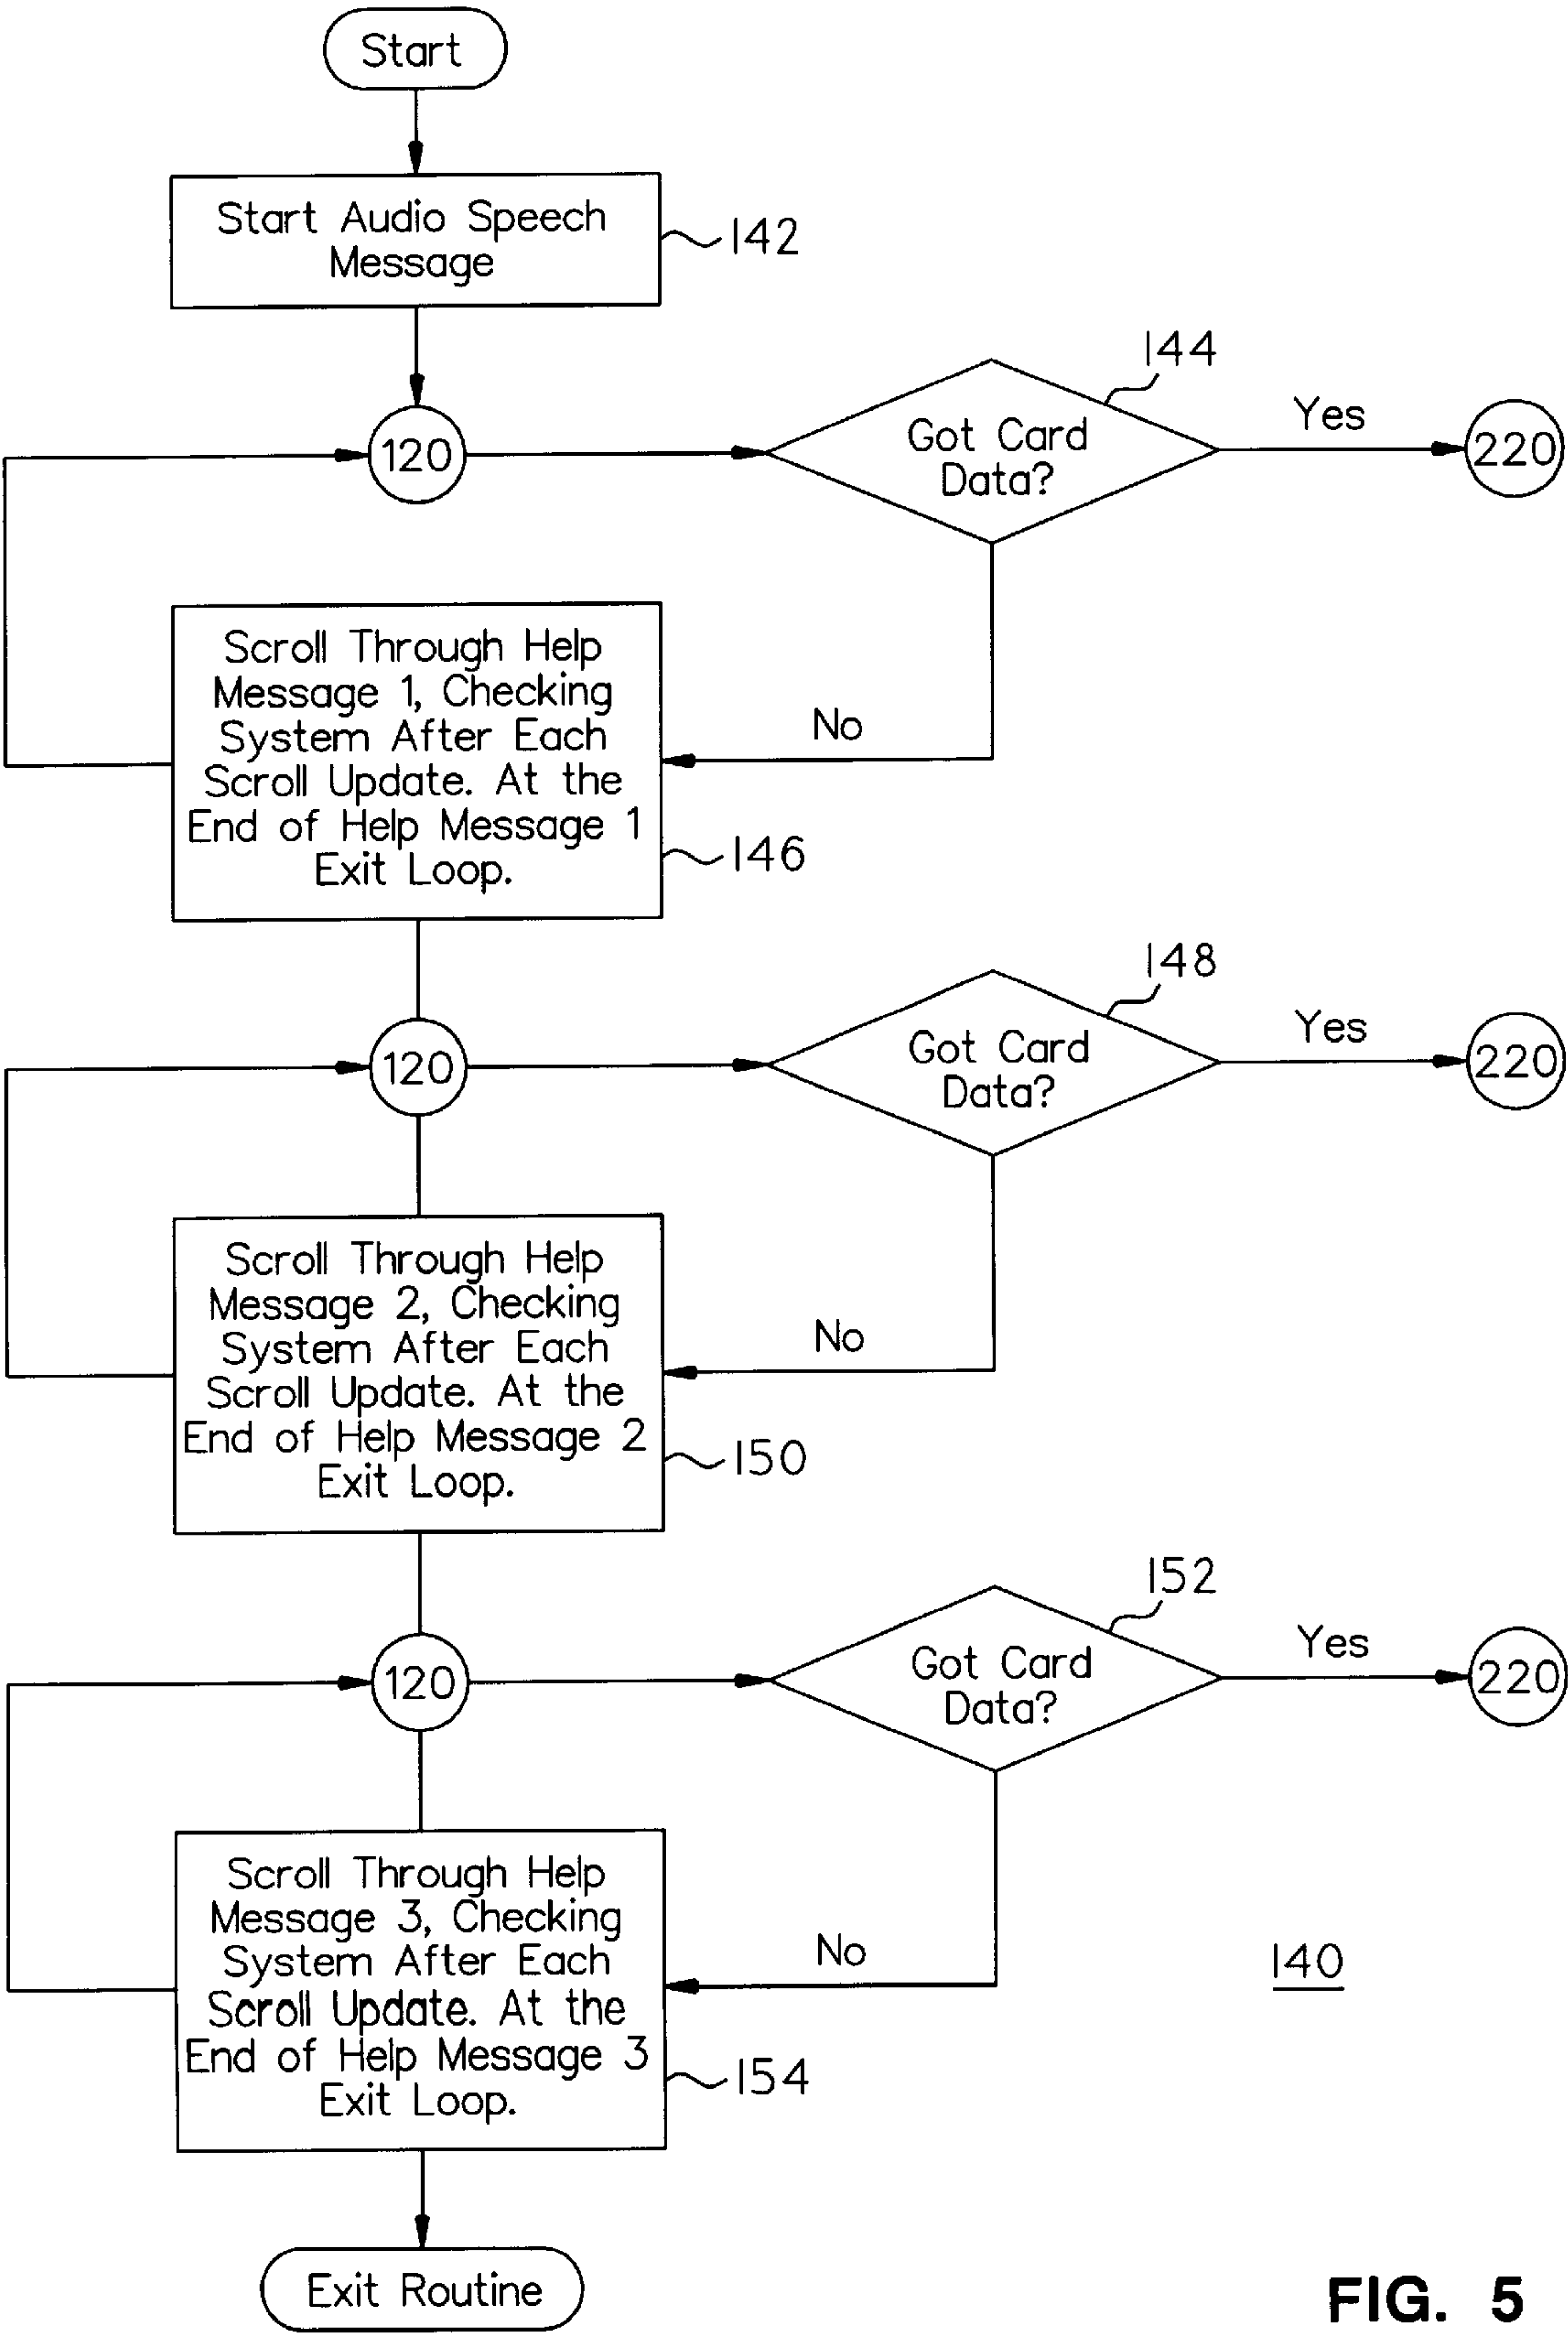 Start
Start Audio Speech
Message
142
144
120
Got Card
Data?
Yes
220
Scroll Through Help
Message 1, Checking
System After Each
Scroll Update. At the
End of Help Message 1
Exit Loop.
No
146
148
120
Got Card
Data?
Yes
220
Scroll Through Help
Message 2, Checking
System After Each
Scroll Update. At the
End of Help Message 2
Exit Loop.
No
150
152
120
Got Card
Data?
Yes
220
Scroll Through Help
Message 3, Checking
System After Each
Scroll Update. At the
End of Help Message 3
Exit Loop.
No
140
154
Exit Routine
FIG. 5